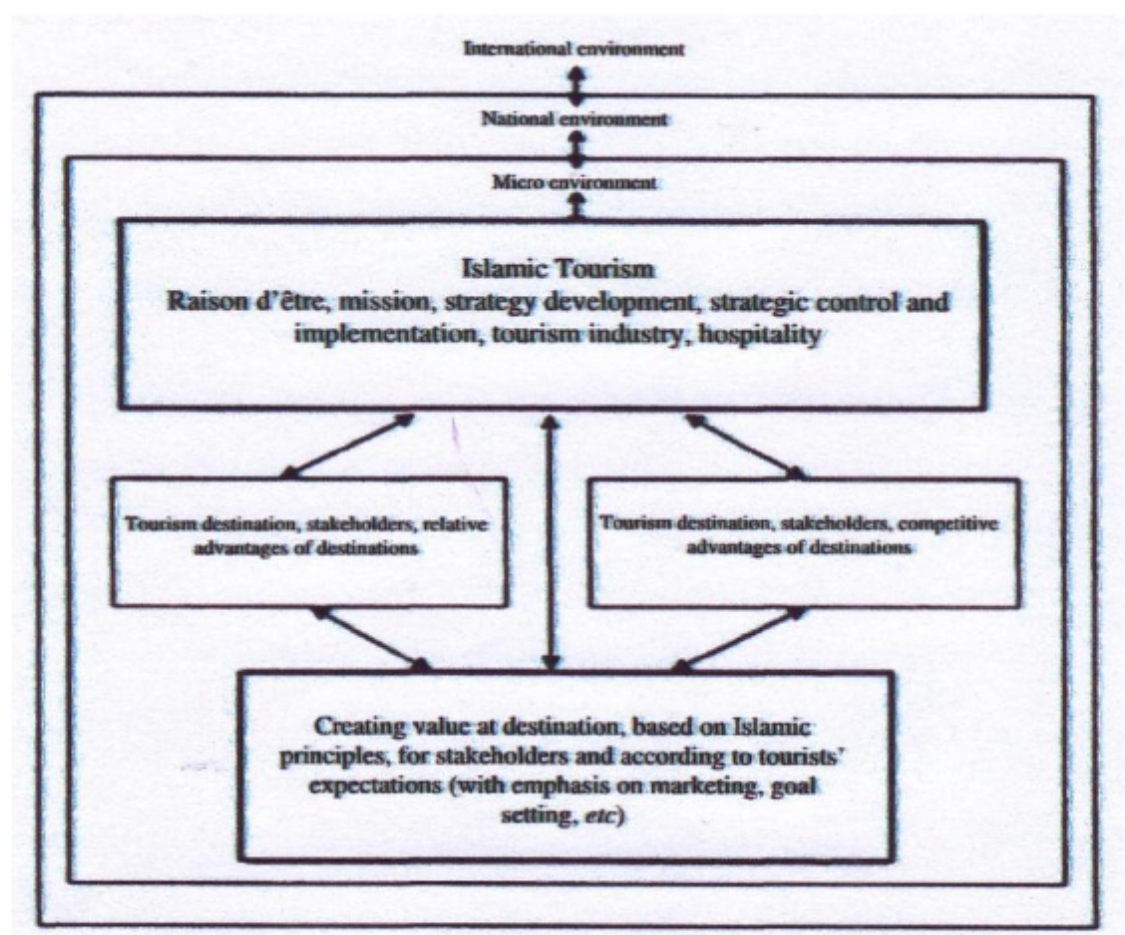 International environment
National environment
Micro environment
Islamic Tourism
Raison d'être, mission, strategy development, strategic control and
implementation, tourism industry, hospitality
Tourism destination, stakeholders, relative
advantages of destinations
Tourism destination, stakeholders, competitive
advantages of destinations
Creating value at destination, based on Islamic
principles, for stakeholders and according to tourists'
expectations (with emphasis on marketing, goal
setting, etc)